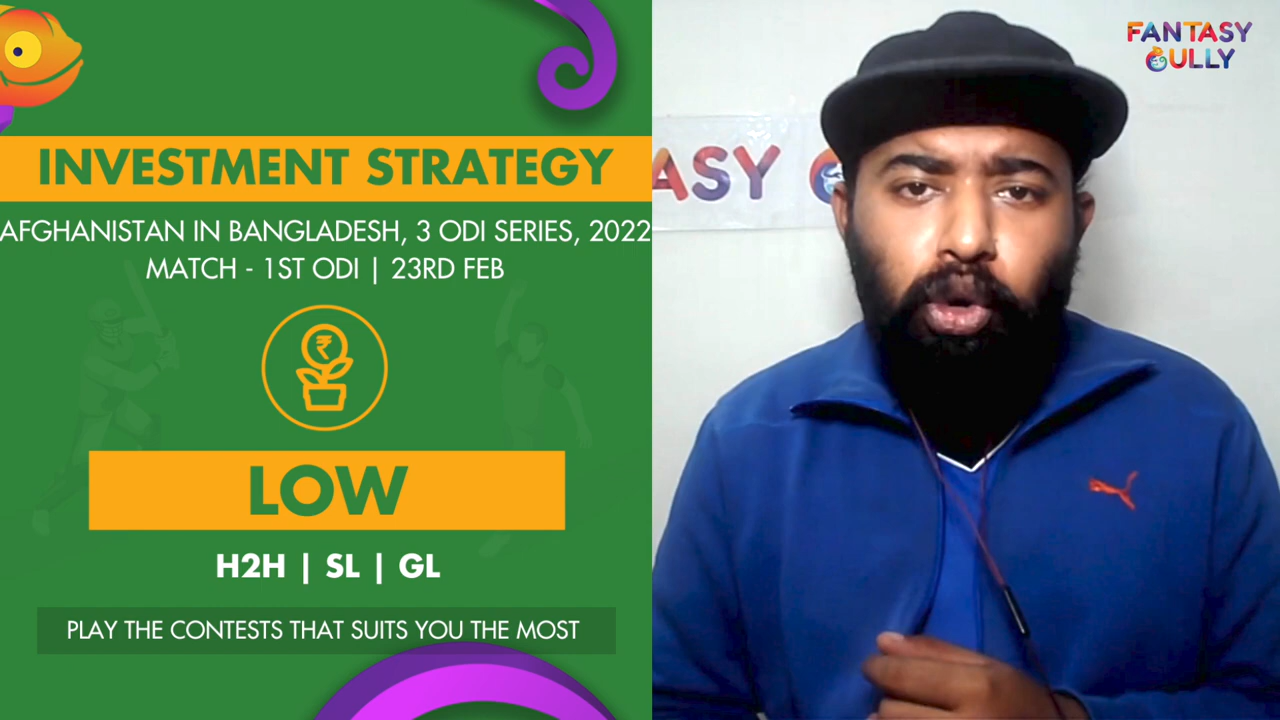 INVESTMENT STRATEGY
AFGHANISTAN IN BANGLADESH, 3 ODI SERIES, 2022
MATCH - 1ST ODI | 23RD FEB
₹
LOW
H2H | SL | GL
PLAY THE CONTESTS THAT SUITS YOU THE MOST
FANTASY
GULLY
ASY